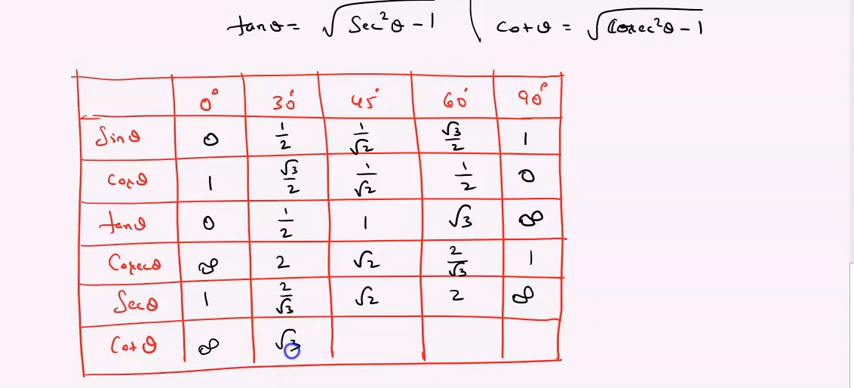 tanθ = √Sec²θ - 1 | Cotθ = √Cosec²θ - 1
0° 30° 45° 60° 90°
Sinθ 0 1/2 1/√2 √3/2 1
Cosθ 1 √3/2 1/√2 1/2 0
tanθ 0 1/2 1 √3 ∞
Cosecθ ∞ 2 √2 2/√3 1
Secθ 1 2/√3 √2 2 ∞
Cotθ ∞ √3